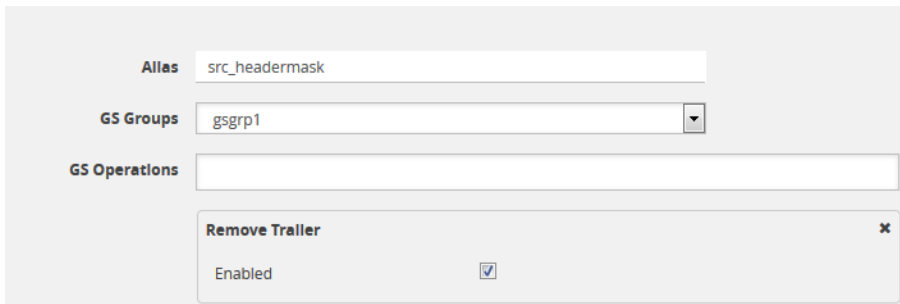 Alias src_headermask
GS Groups gsgrp1
GS Operations
Remove Trailer
Enabled